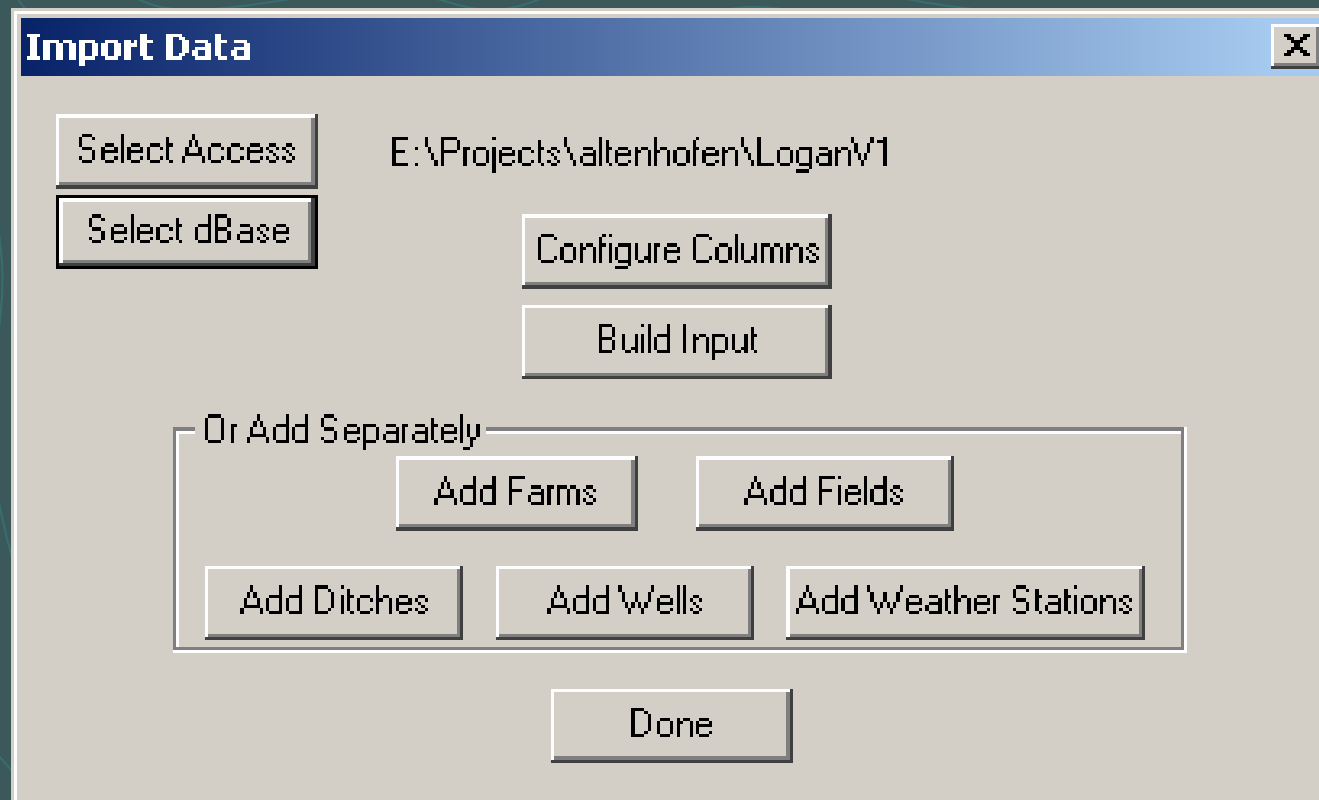 Import Data
Select Access
E:\Projects\altenhofen\LoganV1
Select dBase
Configure Columns
Build Input
Or Add Separately
Add Farms
Add Fields
Add Ditches
Add Wells
Add Weather Stations
Done